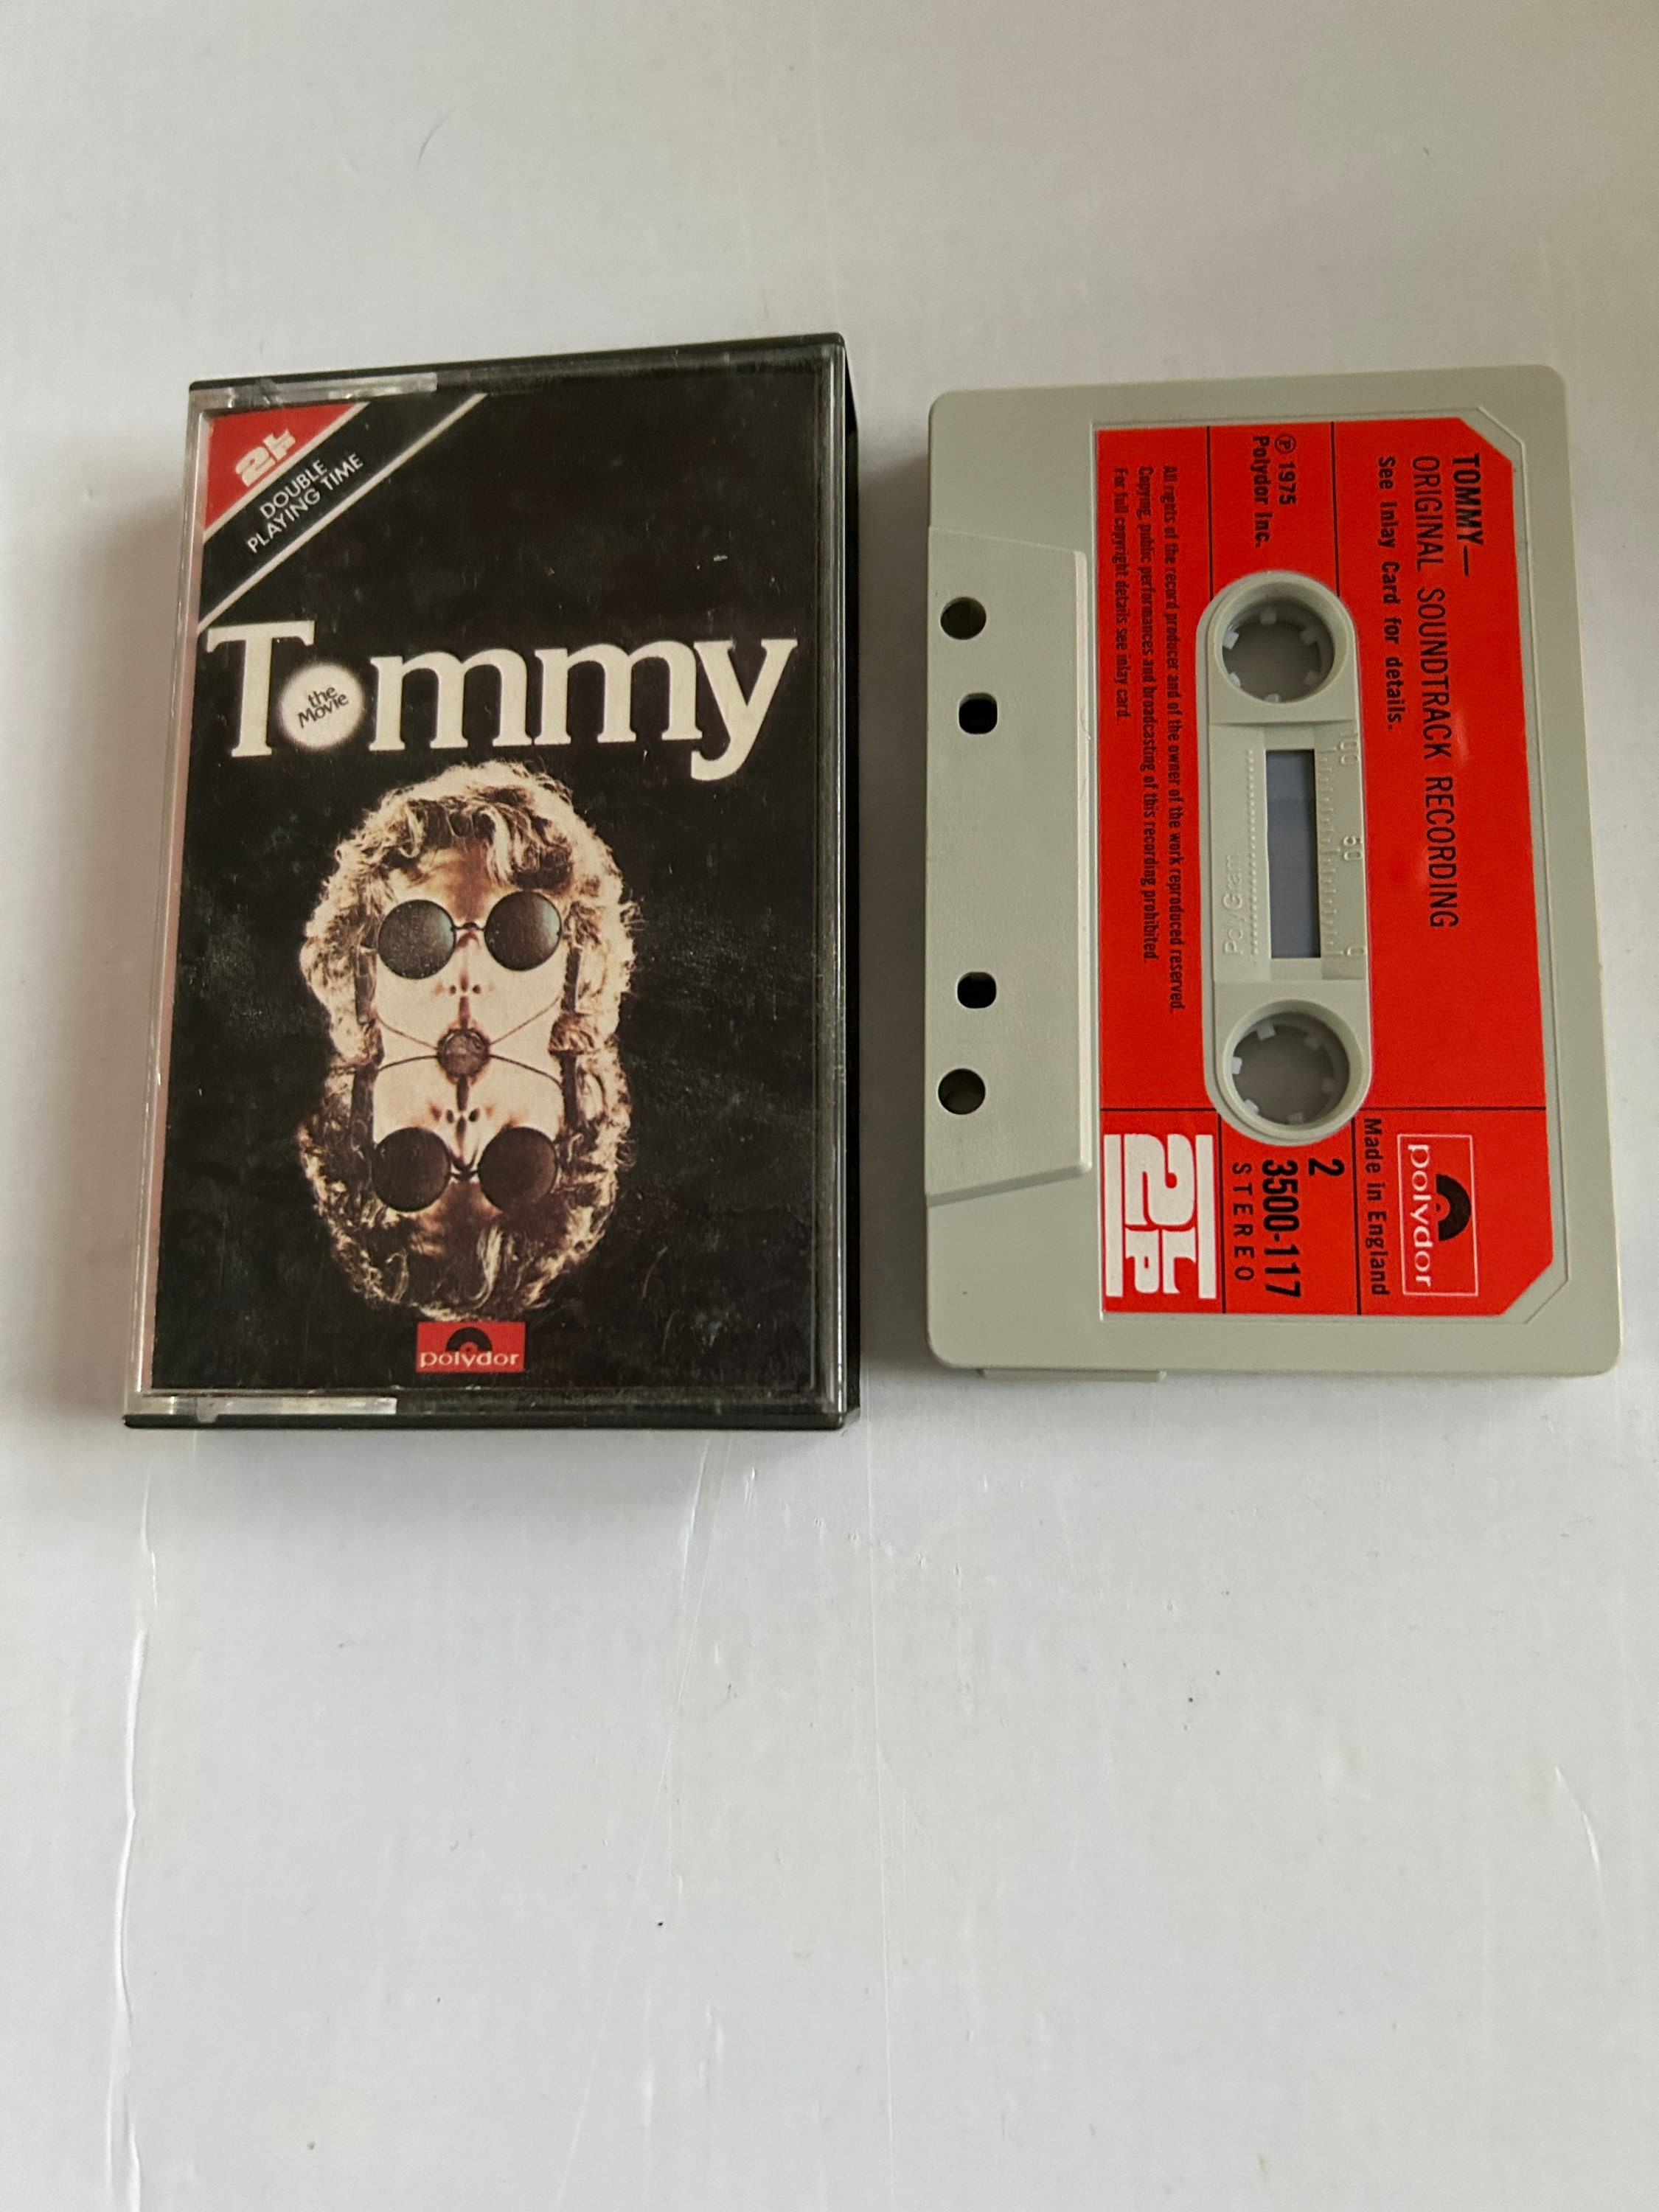 2LP
DOUBLE
PLAYING TIME
Tommy
the
Movie
polydor
TOMMY—
ORIGINAL SOUNDTRACK RECORDING
See Inlay Card for details.
℗ 1975
Polydor Inc.
All rights of the record producer and of the owner of the work reproduced reserved.
Copying, public performances and broadcasting of this recording prohibited.
For full copyright details see inlay card.
100 50 0
PolyGram
polydor
Made in England
2
3500-117
STEREO
2LP